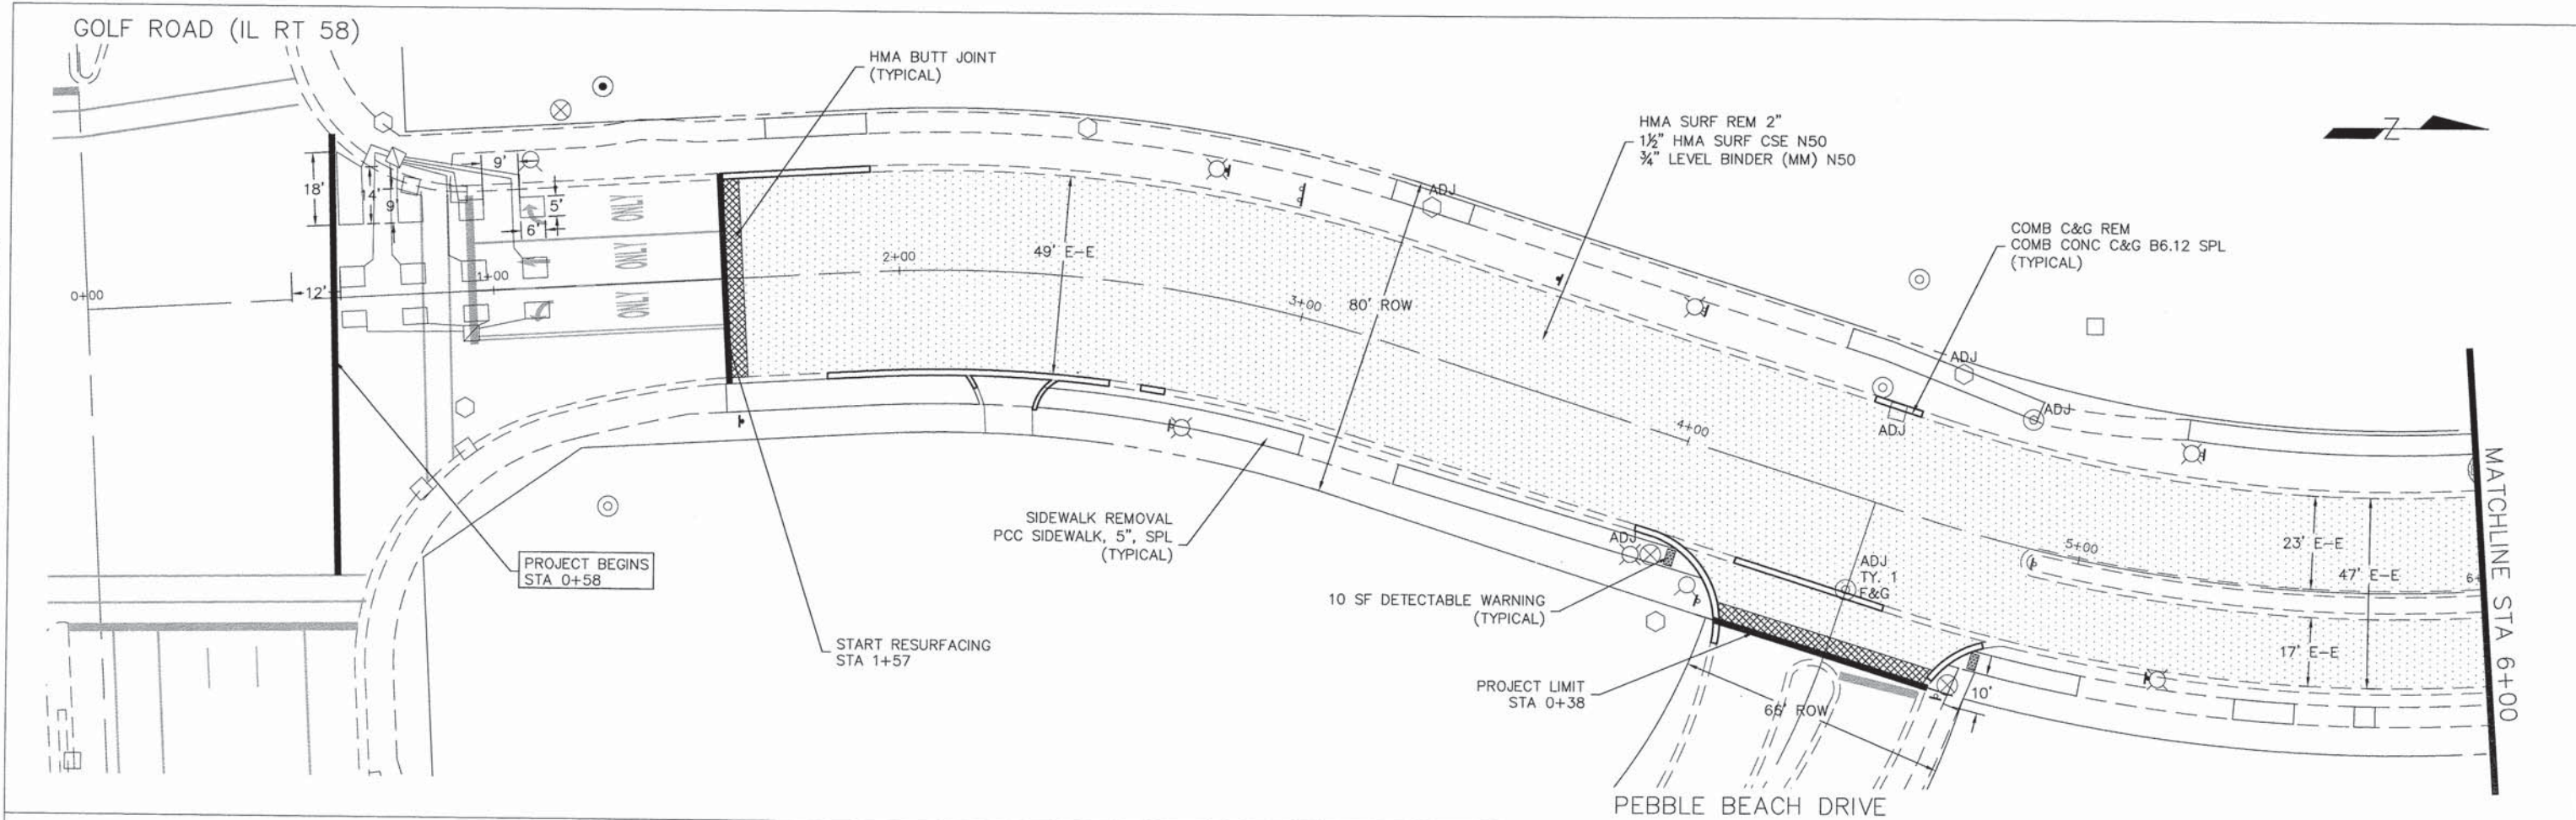 GOLF ROAD (IL RT 58)
HMA BUTT JOINT
(TYPICAL)
HMA SURF REM 2"
1½" HMA SURF CSE N50
¾" LEVEL BINDER (MM) N50
Z
COMB C&G REM
COMB CONC C&G B6.12 SPL
(TYPICAL)
18'
14'
9'
9'
5'
6'
ONLY
ONLY
ONLY
12'
0+00
1+00
2+00
3+00
4+00
5+00
6+
49' E-E
80' ROW
ADJ
ADJ
ADJ
ADJ
ADJ
ADJ
TY. 1
F&G
23' E-E
47' E-E
17' E-E
MATCHLINE STA 6+00
PROJECT BEGINS
STA 0+58
START RESURFACING
STA 1+57
SIDEWALK REMOVAL
PCC SIDEWALK, 5", SPL
(TYPICAL)
10 SF DETECTABLE WARNING
(TYPICAL)
PROJECT LIMIT
STA 0+38
66' ROW
10'
PEBBLE BEACH DRIVE